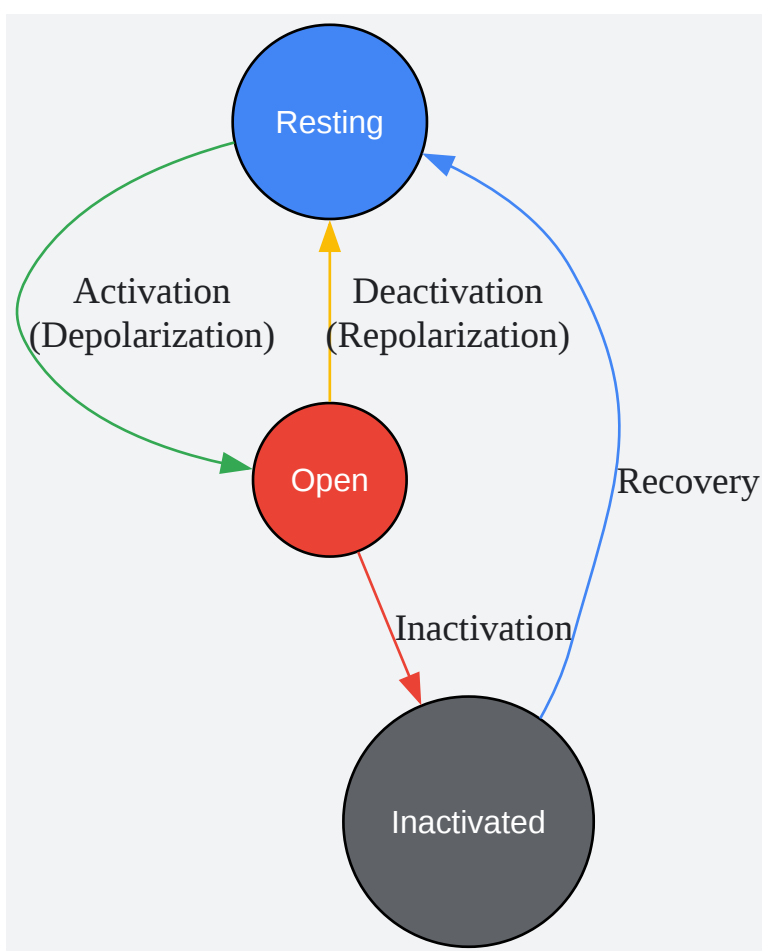 Resting
Activation
(Depolarization)
Deactivation
(Repolarization)
Open
Recovery
Inactivation
Inactivated